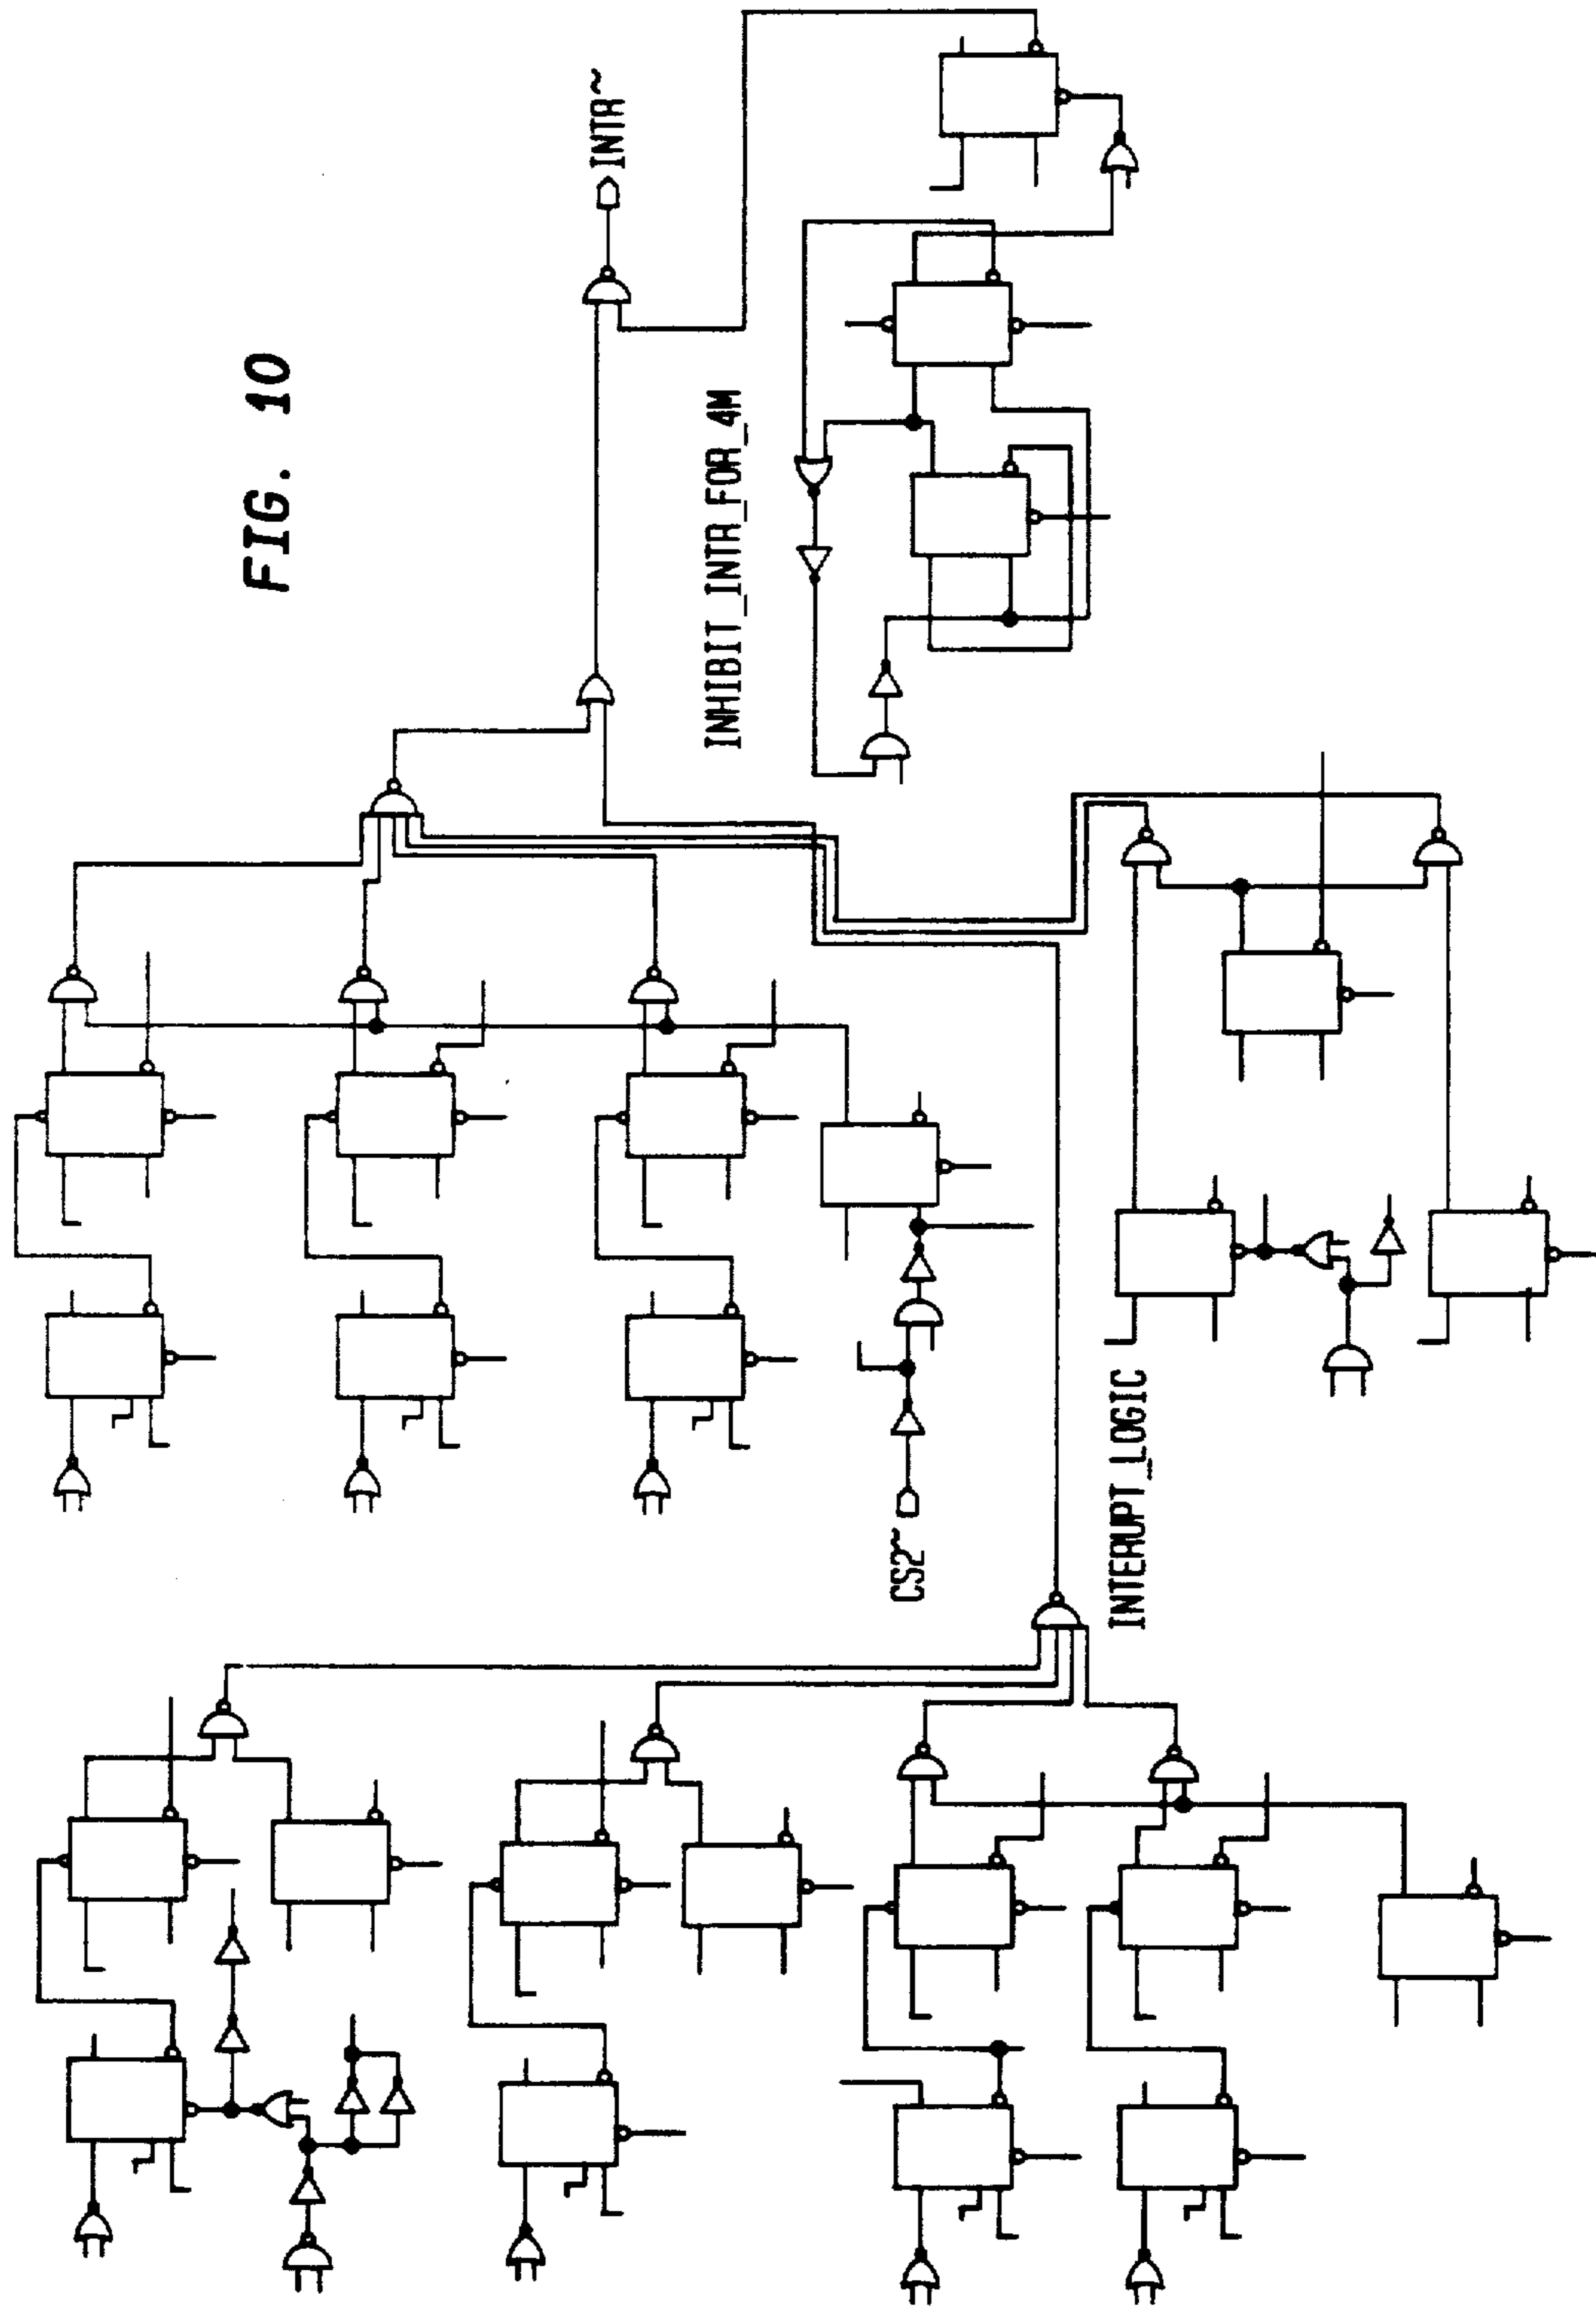 FIG. 10
INTR~
INHIBIT_INTR_FOR_4M
CS2~
INTERUPT_LOGIC